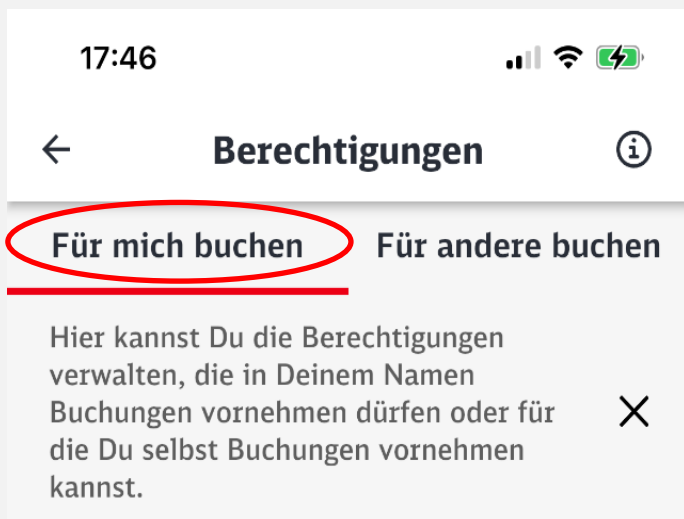 17:46
Berechtigungen
Für mich buchen Für andere buchen
Hier kannst Du die Berechtigungen
verwalten, die in Deinem Namen
Buchungen vornehmen dürfen oder für
die Du selbst Buchungen vornehmen
kannst.